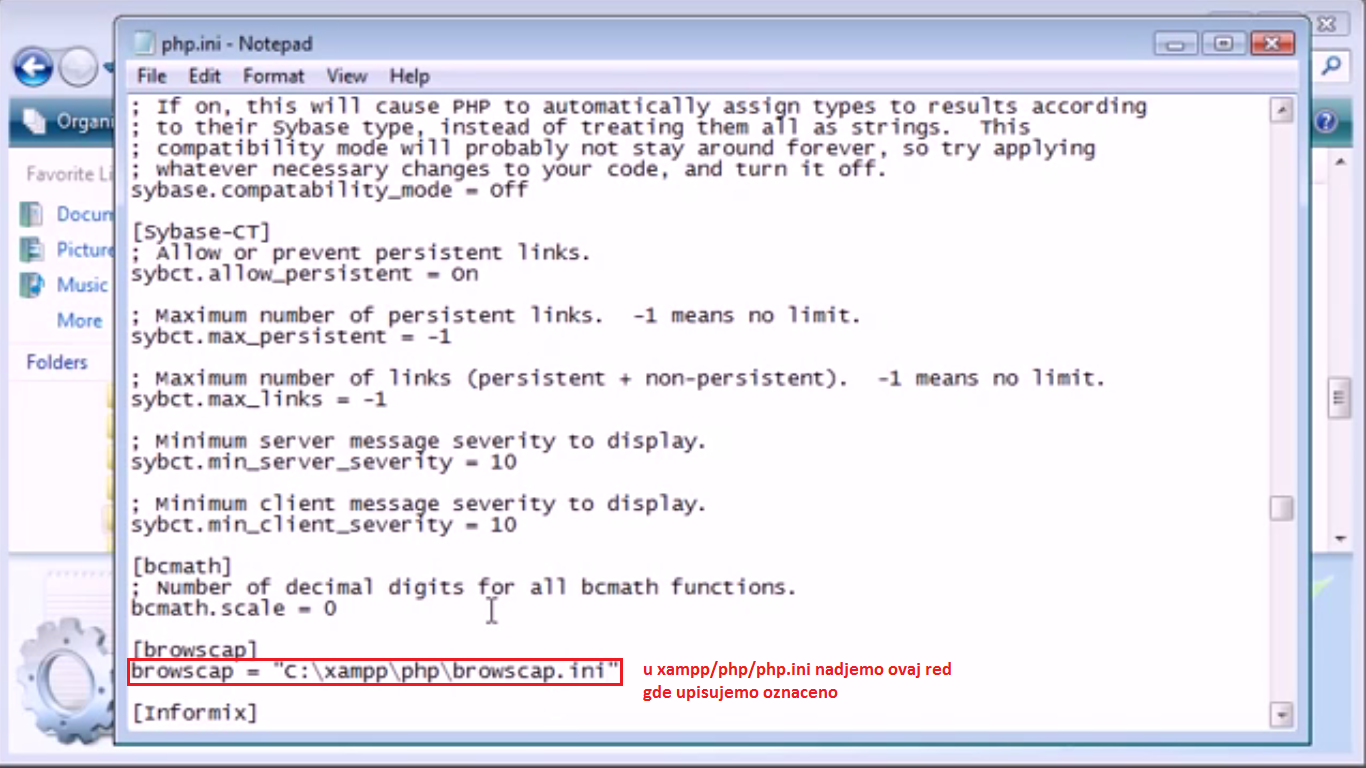 php.ini - Notepad
File Edit Format View Help
Organi
Favorite Li
Docum
Picture
Music
More
Folders
; If on, this will cause PHP to automatically assign types to results according
; to their Sybase type, instead of treating them all as strings.  This
; compatibility mode will probably not stay around forever, so try applying
; whatever necessary changes to your code, and turn it off.
sybase.compatability_mode = Off
[Sybase-CT]
; Allow or prevent persistent links.
sybct.allow_persistent = On
; Maximum number of persistent links.  -1 means no limit.
sybct.max_persistent = -1
; Maximum number of links (persistent + non-persistent).  -1 means no limit.
sybct.max_links = -1
; Minimum server message severity to display.
sybct.min_server_severity = 10
; Minimum client message severity to display.
sybct.min_client_severity = 10
[bcmath]
; Number of decimal digits for all bcmath functions.
bcmath.scale = 0
[browscap]
browscap = "C:\xampp\php\browscap.ini"
u xampp/php/php.ini nadjemo ovaj red
gde upisujemo oznaceno
[Informix]